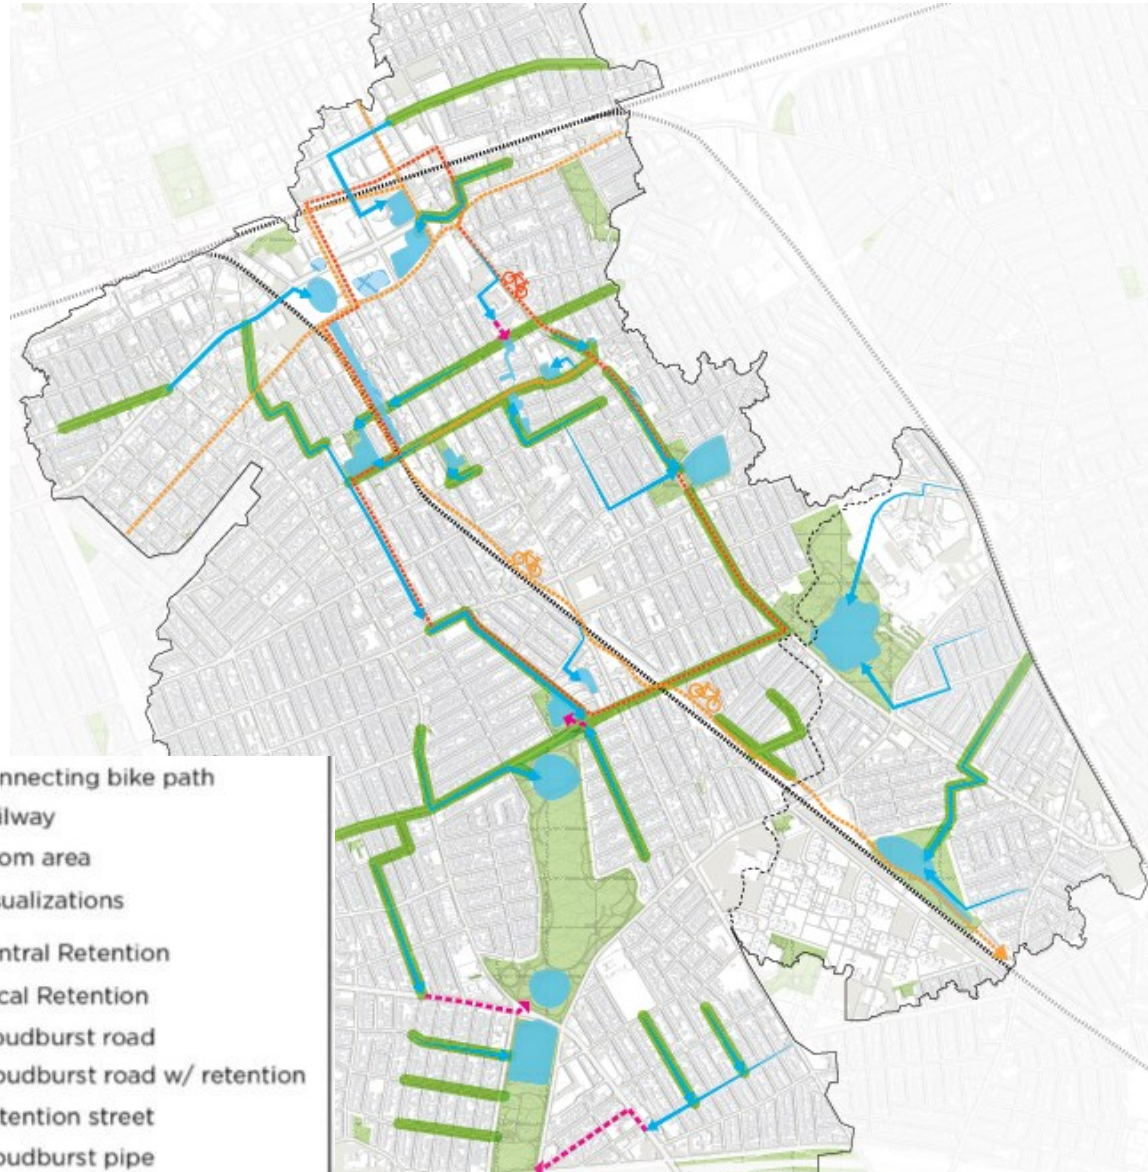 nnecting bike path
ilway
om area
sualizations
ntral Retention
cal Retention
oudburst road
oudburst road w/ retention
tention street
oudburst pipe